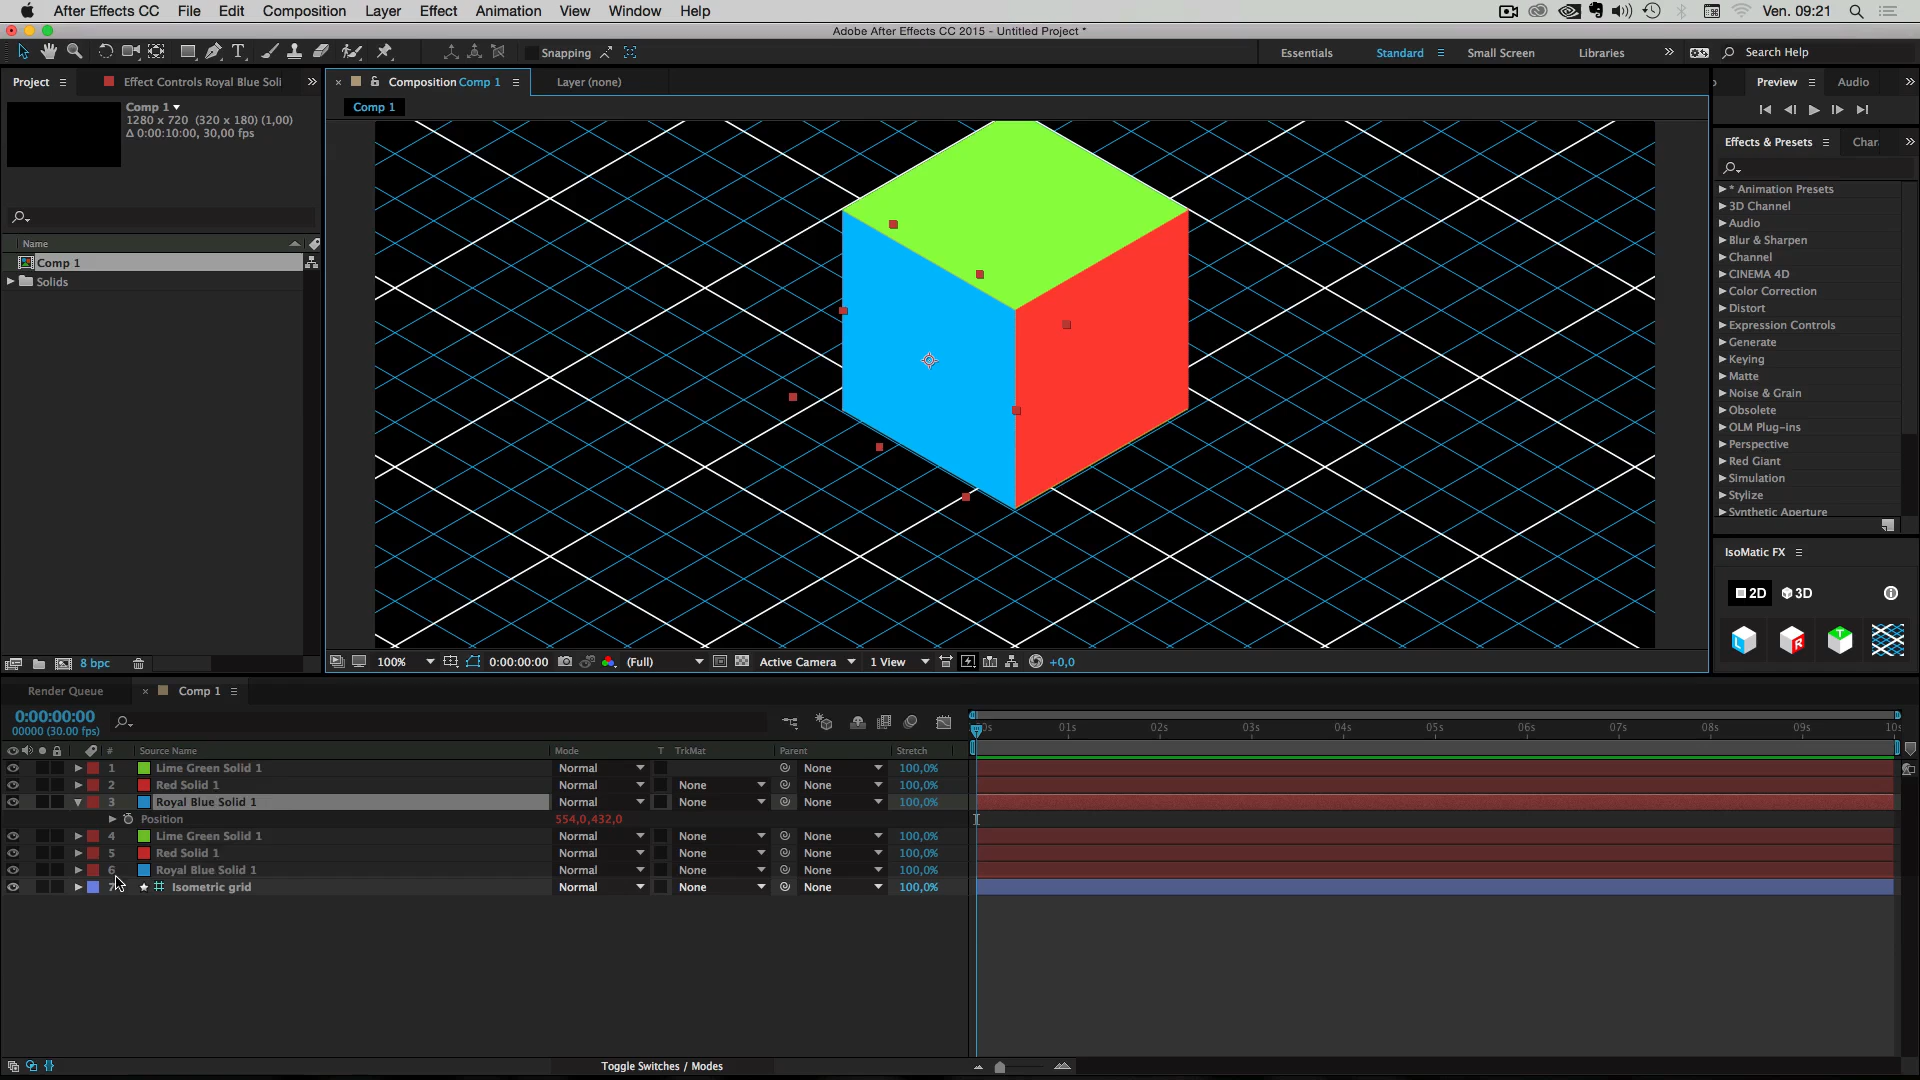 After Effects CC File Edit Composition Layer Effect Animation View Window Help Ven. 09:21
Adobe After Effects CC 2015 - Untitled Project *
Snapping Essentials Standard Small Screen Libraries Search Help
Project Effect Controls Royal Blue Soli Composition Comp 1 Layer (none) Preview Audio
Comp 1
1280 x 720 (320 x 180) (1,00)
Δ 0:00:10:00, 30,00 fps
Comp 1
Name
Comp 1
Solids
Effects & Presets Char
* Animation Presets
3D Channel
Audio
Blur & Sharpen
Channel
CINEMA 4D
Color Correction
Distort
Expression Controls
Generate
Keying
Matte
Noise & Grain
Obsolete
OLM Plug-ins
Perspective
Red Giant
Simulation
Stylize
Synthetic Aperture
IsoMatic FX
2D 3D
L R T
8 bpc 100% 0:00:00:00 (Full) Active Camera 1 View +0,0
Render Queue Comp 1
0:00:00:00
00000 (30.00 fps)
01s 02s 03s 04s 05s 06s 07s 08s 09s
# Source Name Mode T TrkMat Parent Stretch
1 Lime Green Solid 1 Normal None 100,0%
2 Red Solid 1 Normal None None 100,0%
3 Royal Blue Solid 1 Normal None None 100,0%
Position 554,0,432,0
4 Lime Green Solid 1 Normal None None 100,0%
5 Red Solid 1 Normal None None 100,0%
6 Royal Blue Solid 1 Normal None None 100,0%
7 Isometric grid Normal None None 100,0%
Toggle Switches / Modes